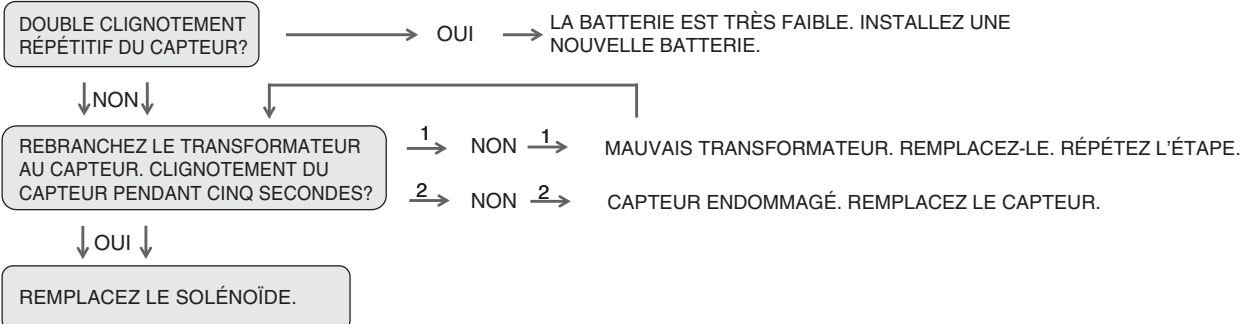 DOUBLE CLIGNOTEMENT
RÉPÉTITIF DU CAPTEUR?
OUI
LA BATTERIE EST TRÈS FAIBLE. INSTALLEZ UNE
NOUVELLE BATTERIE.
NON
REBRANCHEZ LE TRANSFORMATEUR
AU CAPTEUR. CLIGNOTEMENT DU
CAPTEUR PENDANT CINQ SECONDES?
1 NON 1 MAUVAIS TRANSFORMATEUR. REMPLACEZ-LE. RÉPÉTEZ L'ÉTAPE.
2 NON 2 CAPTEUR ENDOMMAGÉ. REMPLACEZ LE CAPTEUR.
OUI
REMPLACEZ LE SOLÉNOÏDE.